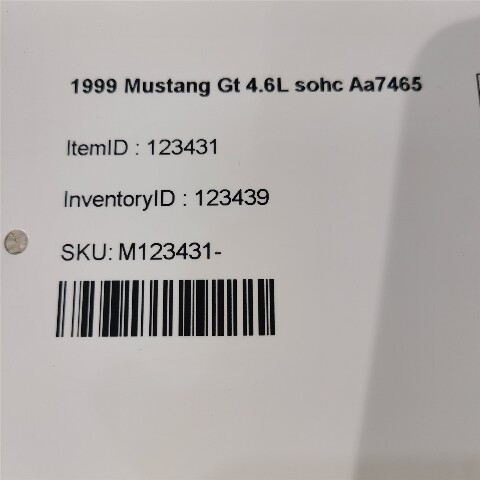 1999 Mustang Gt 4.6L sohc Aa7465
ItemID : 123431
InventoryID : 123439
SKU: M123431-